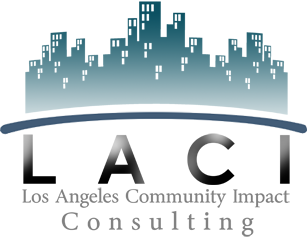 LACI
Los Angeles Community Impact
Consulting